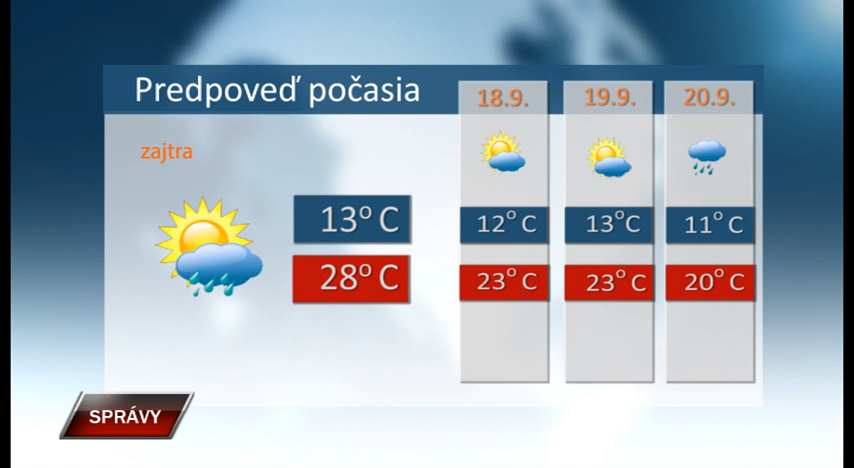 Predpoveď počasia
zajtra
13° C
28° C
18.9.
12° C
23° C
19.9.
13°C
23° C
20.9.
11° C
20° C
SPRÁVY